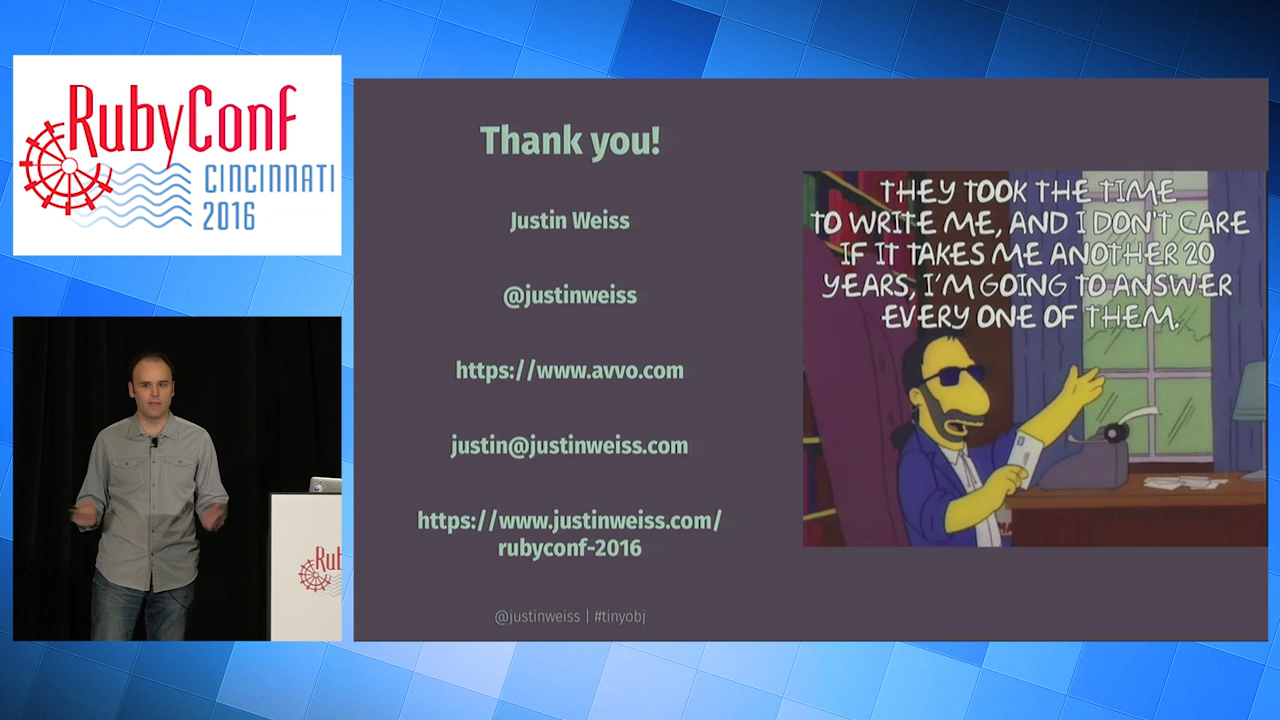 RubyConf
CINCINNATI
2016
Thank you!
Justin Weiss
@justinweiss
https://www.avvo.com
justin@justinweiss.com
https://www.justinweiss.com/
rubyconf-2016
@justinweiss | #tinyobj
THEY TOOK THE TIME
TO WRITE ME, AND I DON'T CARE
IF IT TAKES ME ANOTHER 20
YEARS, I'M GOING TO ANSWER
EVERY ONE OF THEM.